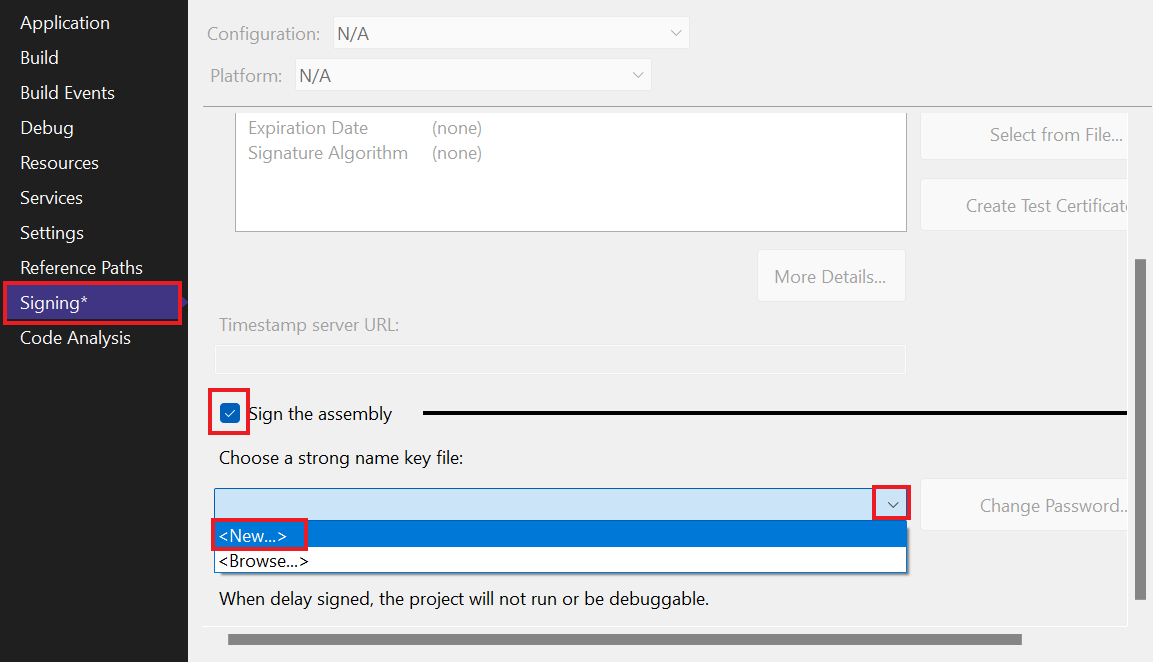 Application
Build
Build Events
Debug
Resources
Services
Settings
Reference Paths
Signing*
Code Analysis
Configuration: N/A
Platform: N/A
Expiration Date (none)
Signature Algorithm (none)
Select from File...
Create Test Certificat
More Details...
Timestamp server URL:
Sign the assembly
Choose a strong name key file:
Change Password..
<New...>
<Browse...>
When delay signed, the project will not run or be debuggable.